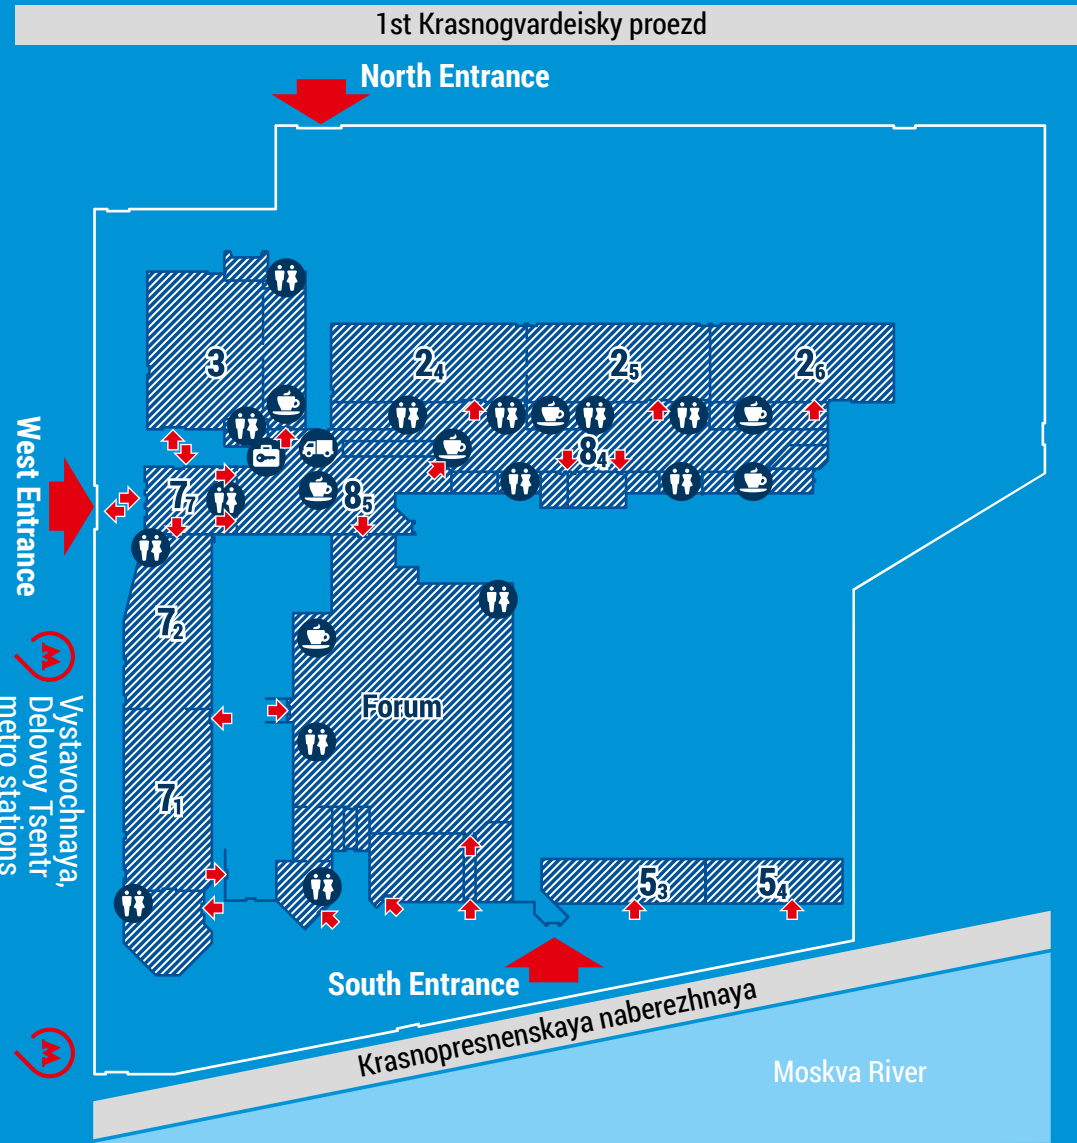 1st Krasnogvardeisky proezd
North Entrance
3
2₄
2₅
2₆
8₄
West Entrance
7₇
8₅
7₂
Vystavochnaya,
Delovoy Tsentr
metro stations
Forum
7₁
5₃
5₄
South Entrance
Krasnopresnenskaya naberezhnaya
Moskva River